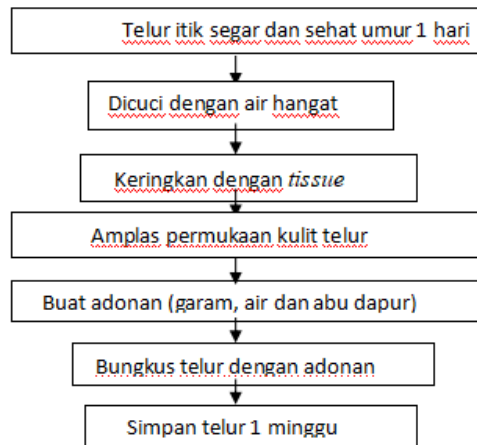 Telur itik segar dan sehat umur 1 hari
Dicuci dengan air hangat
Keringkan dengan tissue
Amplas permukaan kulit telur
Buat adonan (garam, air dan abu dapur)
Bungkus telur dengan adonan
Simpan telur 1 minggu